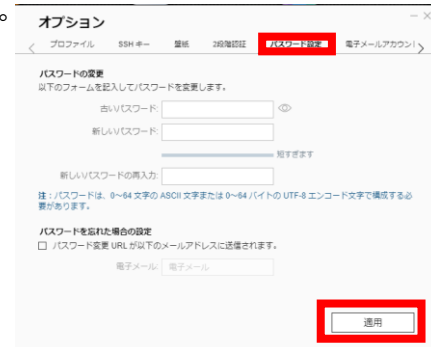 オプション
プロファイル SSH キー 壁紙 2段階認証 パスワード設定 電子メールアカウント
パスワードの変更
以下のフォームを記入してパスワードを変更します。
古いパスワード:
新しいパスワード:
短すぎます
新しいパスワードの再入力:
注：パスワードは、0~64 文字の ASCII 文字または 0~64 バイトの UTF-8 エンコード文字で構成する必
要があります。
パスワードを忘れた場合の設定
パスワード変更 URL が以下のメールアドレスに送信されます。
電子メール: 電子メール
適用